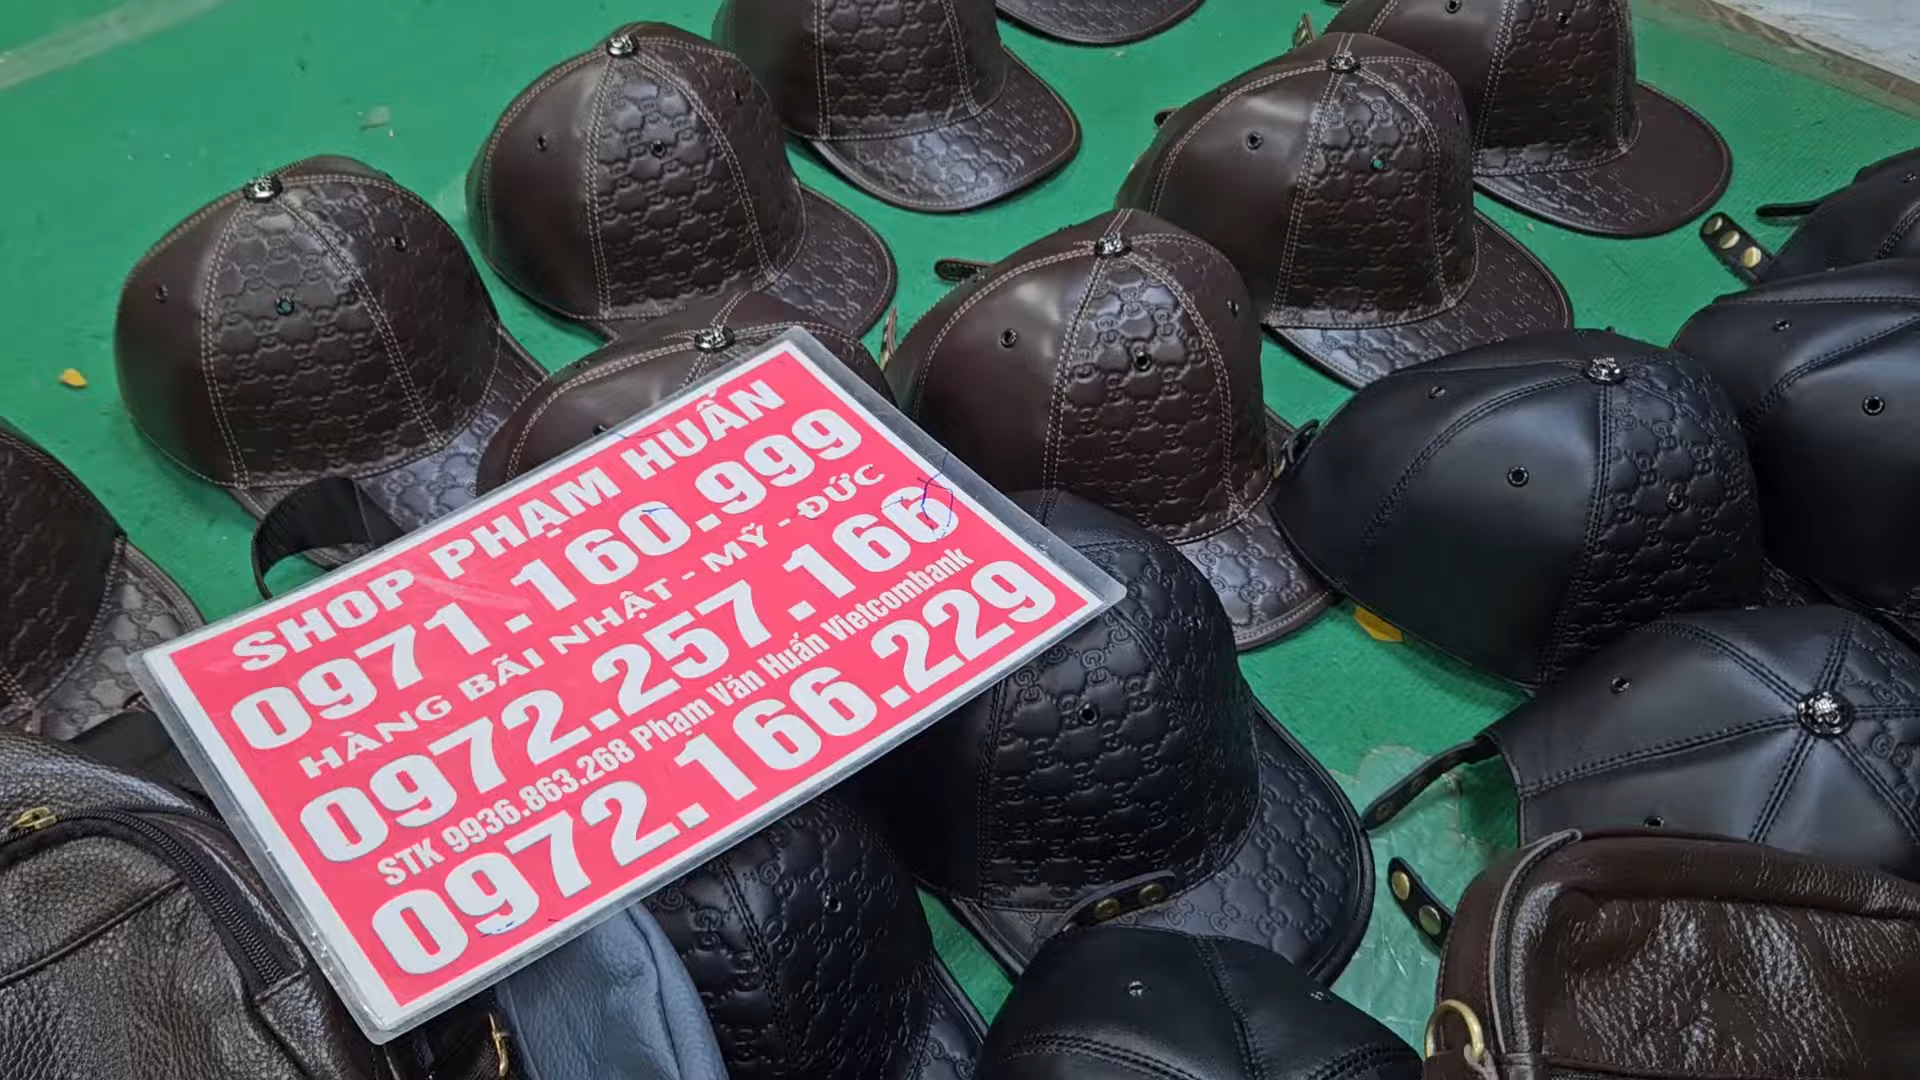 SHOP PHẠM HUẤN
0971.160.999
HÀNG BÃI NHẬT - MỸ - ĐỨC
0972.257.166
STK 9936.863.268 Phạm Văn Huấn Vietcombank
0972.166.229